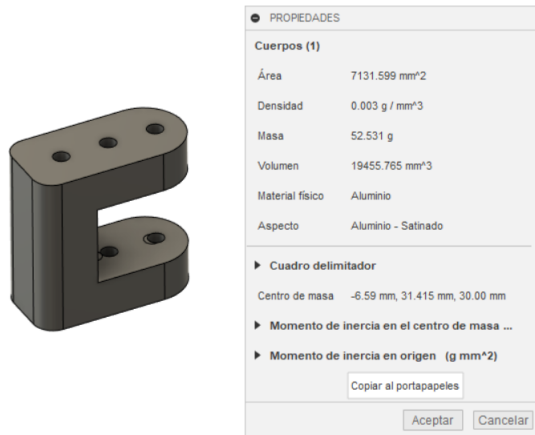 PROPIEDADES
Cuerpos (1)
Área 7131.599 mm^2
Densidad 0.003 g / mm^3
Masa 52.531 g
Volumen 19455.765 mm^3
Material físico Aluminio
Aspecto Aluminio - Satinado
Cuadro delimitador
Centro de masa -6.59 mm, 31.415 mm, 30.00 mm
Momento de inercia en el centro de masa ...
Momento de inercia en origen (g mm^2)
Copiar al portapapeles
Aceptar Cancelar